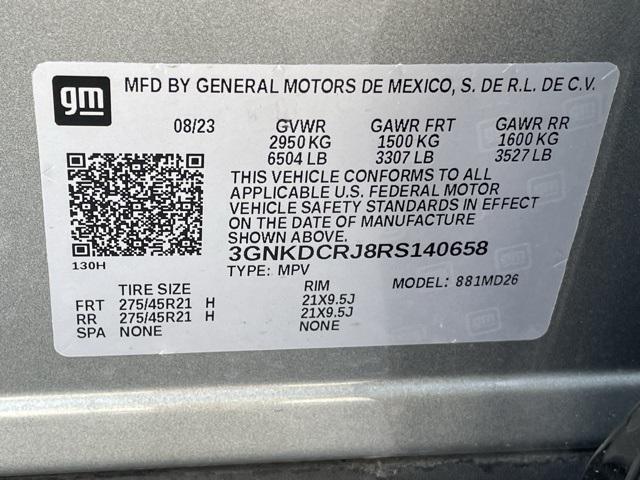 gm MFD BY GENERAL MOTORS DE MEXICO, S. DE R.L. DE C.V.
08/23 GVWR GAWR FRT GAWR RR
2950 KG 1500 KG 1600 KG
6504 LB 3307 LB 3527 LB
THIS VEHICLE CONFORMS TO ALL
APPLICABLE U.S. FEDERAL MOTOR
VEHICLE SAFETY STANDARDS IN EFFECT
ON THE DATE OF MANUFACTURE
SHOWN ABOVE.
3GNKDCRJ8RS140658
130H
TYPE: MPV MODEL: 881MD26
TIRE SIZE RIM
FRT 275/45R21 H 21X9.5J
RR 275/45R21 H 21X9.5J
SPA NONE NONE